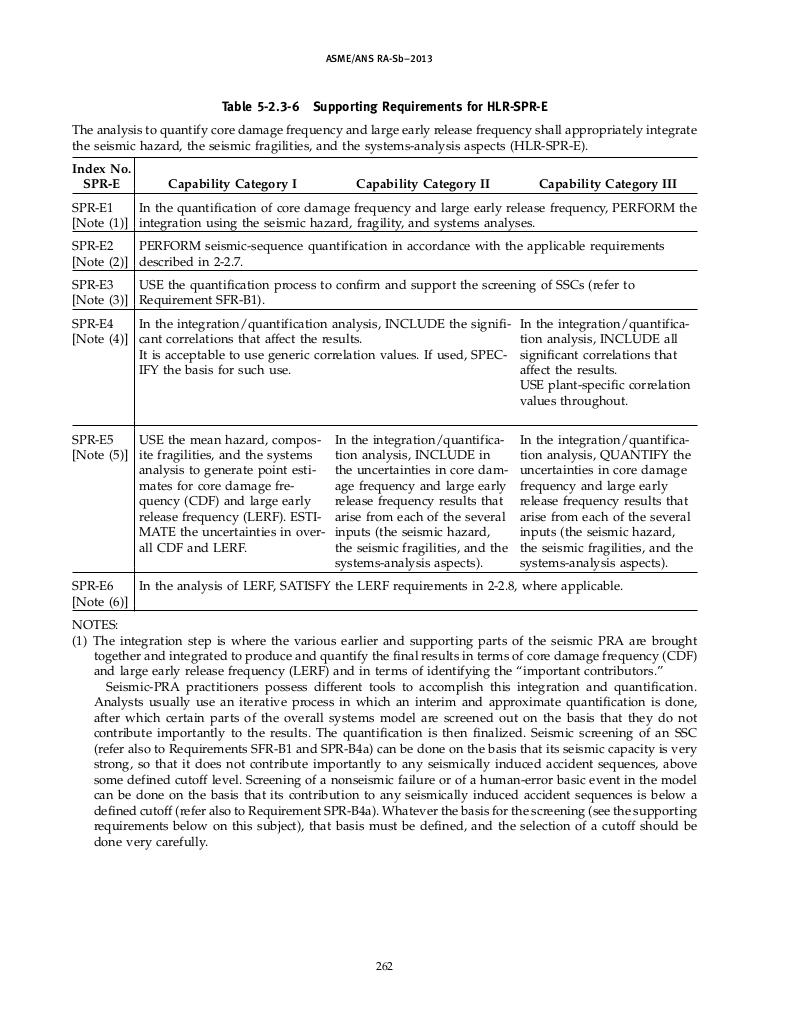 ASME/ANS RA-Sb–2013
Table 5-2.3-6 Supporting Requirements for HLR-SPR-E
The analysis to quantify core damage frequency and large early release frequency shall appropriately integrate
the seismic hazard, the seismic fragilities, and the systems-analysis aspects (HLR-SPR-E).
Index No.
SPR-E Capability Category I Capability Category II Capability Category III
SPR-E1
[Note (1)]
In the quantification of core damage frequency and large early release frequency, PERFORM the
integration using the seismic hazard, fragility, and systems analyses.
SPR-E2
[Note (2)]
PERFORM seismic-sequence quantification in accordance with the applicable requirements
described in 2-2.7.
SPR-E3
[Note (3)]
USE the quantification process to confirm and support the screening of SSCs (refer to
Requirement SFR-B1).
SPR-E4
[Note (4)]
In the integration/quantification analysis, INCLUDE the signifi-
cant correlations that affect the results.
It is acceptable to use generic correlation values. If used, SPEC-
IFY the basis for such use.
In the integration/quantifica-
tion analysis, INCLUDE all
significant correlations that
affect the results.
USE plant-specific correlation
values throughout.
SPR-E5
[Note (5)]
USE the mean hazard, compos-
ite fragilities, and the systems
analysis to generate point esti-
mates for core damage fre-
quency (CDF) and large early
release frequency (LERF). ESTI-
MATE the uncertainties in over-
all CDF and LERF.
In the integration/quantifica-
tion analysis, INCLUDE in
the uncertainties in core dam-
age frequency and large early
release frequency results that
arise from each of the several
inputs (the seismic hazard,
the seismic fragilities, and the
systems-analysis aspects).
In the integration/quantifica-
tion analysis, QUANTIFY the
uncertainties in core damage
frequency and large early
release frequency results that
arise from each of the several
inputs (the seismic hazard,
the seismic fragilities, and the
systems-analysis aspects).
SPR-E6
[Note (6)]
In the analysis of LERF, SATISFY the LERF requirements in 2-2.8, where applicable.
NOTES:
(1) The integration step is where the various earlier and supporting parts of the seismic PRA are brought
together and integrated to produce and quantify the final results in terms of core damage frequency (CDF)
and large early release frequency (LERF) and in terms of identifying the “important contributors.”
Seismic-PRA practitioners possess different tools to accomplish this integration and quantification.
Analysts usually use an iterative process in which an interim and approximate quantification is done,
after which certain parts of the overall systems model are screened out on the basis that they do not
contribute importantly to the results. The quantification is then finalized. Seismic screening of an SSC
(refer also to Requirements SFR-B1 and SPR-B4a) can be done on the basis that its seismic capacity is very
strong, so that it does not contribute importantly to any seismically induced accident sequences, above
some defined cutoff level. Screening of a nonseismic failure or of a human-error basic event in the model
can be done on the basis that its contribution to any seismically induced accident sequences is below a
defined cutoff (refer also to Requirement SPR-B4a). Whatever the basis for the screening (see the supporting
requirements below on this subject), that basis must be defined, and the selection of a cutoff should be
done very carefully.
262